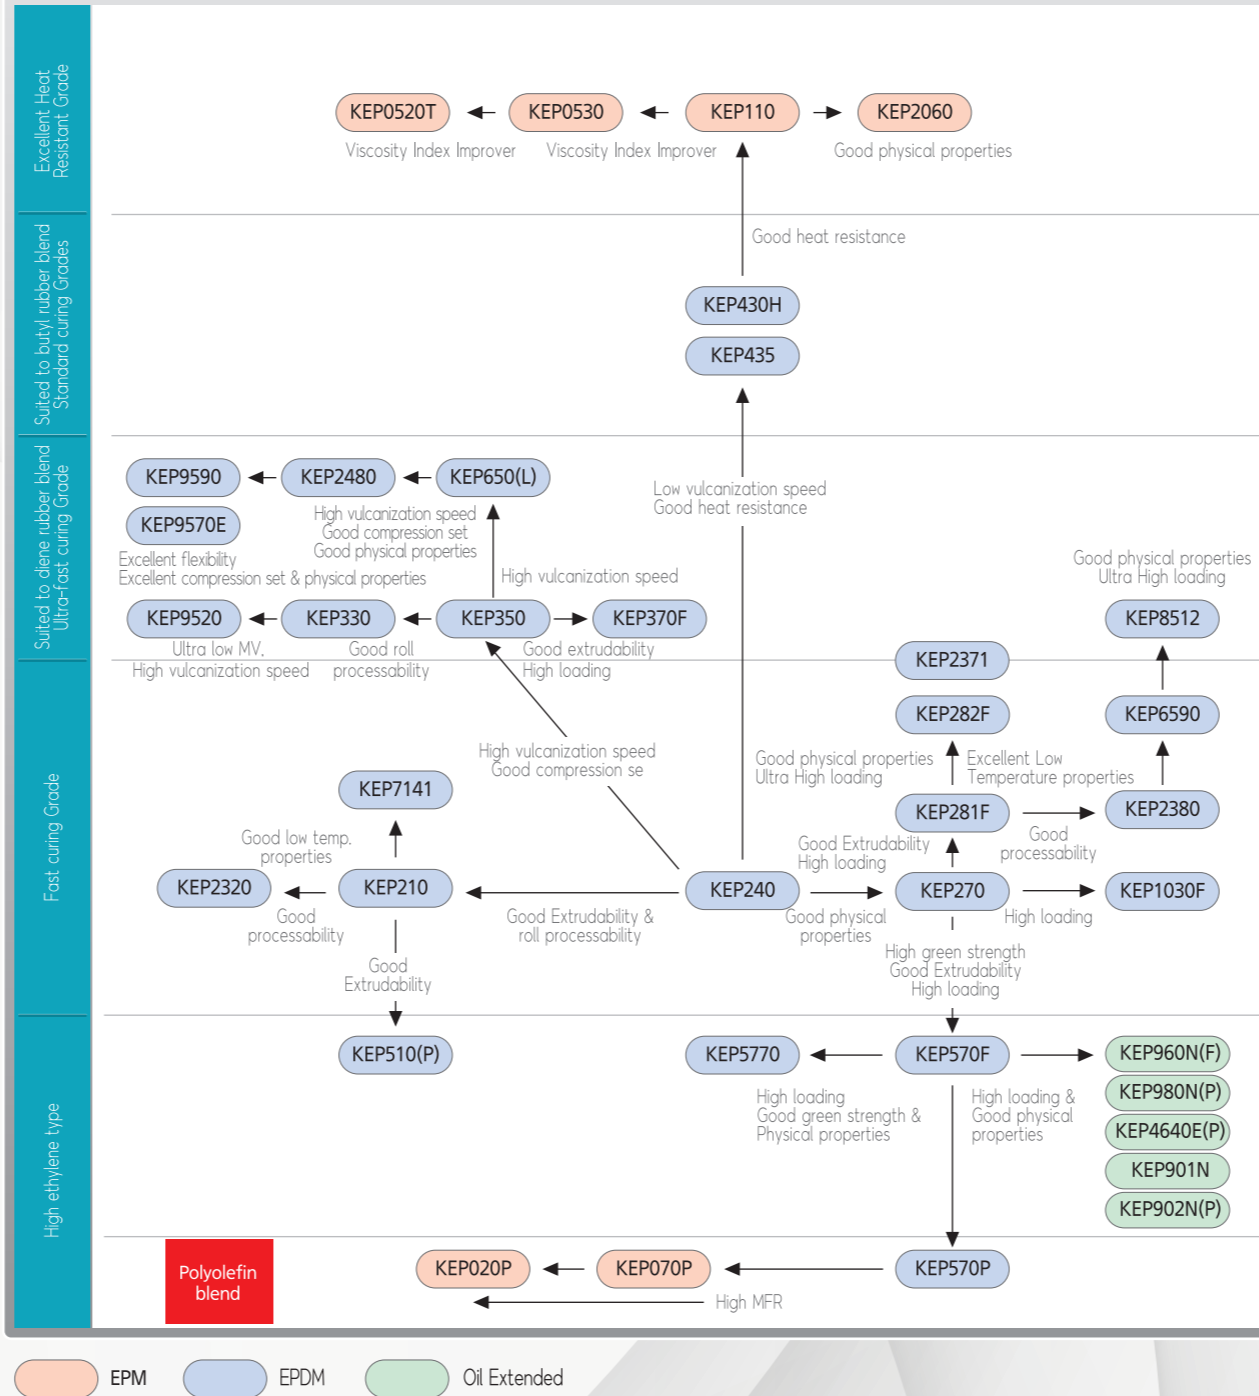 Excellent Heat
Resistant Grade
KEP0520T
KEP0530
KEP110
KEP2060
Viscosity Index Improver
Viscosity Index Improver
Good physical properties
Suited to butyl rubber blend
Standard curing Grades
Good heat resistance
KEP430H
KEP435
Suited to diene rubber blend
Ultra-fast curing Grade
KEP9590
KEP2480
KEP650(L)
Low vulcanization speed
Good heat resistance
KEP9570E
High vulcanization speed
Good compression set
Good physical properties
Excellent flexibility
Excellent compression set & physical properties
High vulcanization speed
Good physical properties
Ultra High loading
KEP9520
KEP330
KEP350
KEP370F
KEP8512
Ultra low MV,
High vulcanization speed
Good roll
processability
Good extrudability
High loading
Fast curing Grade
KEP2371
KEP282F
KEP6590
High vulcanization speed
Good compression se
Good physical properties
Ultra High loading
Excellent Low
Temperature properties
KEP7141
KEP281F
KEP2380
Good low temp.
properties
Good Extrudability
High loading
Good
processability
KEP2320
KEP210
KEP240
KEP270
KEP1030F
Good
processability
Good Extrudability &
roll processability
Good physical
properties
High loading
Good
Extrudability
High green strength
Good Extrudability
High loading
High ethylene type
KEP510(P)
KEP5770
KEP570F
KEP960N(F)
KEP980N(P)
KEP4640E(P)
KEP901N
KEP902N(P)
High loading
Good green strength &
Physical properties
High loading &
Good physical
properties
Polyolefin
blend
KEP020P
KEP070P
KEP570P
High MFR
EPM
EPDM
Oil Extended